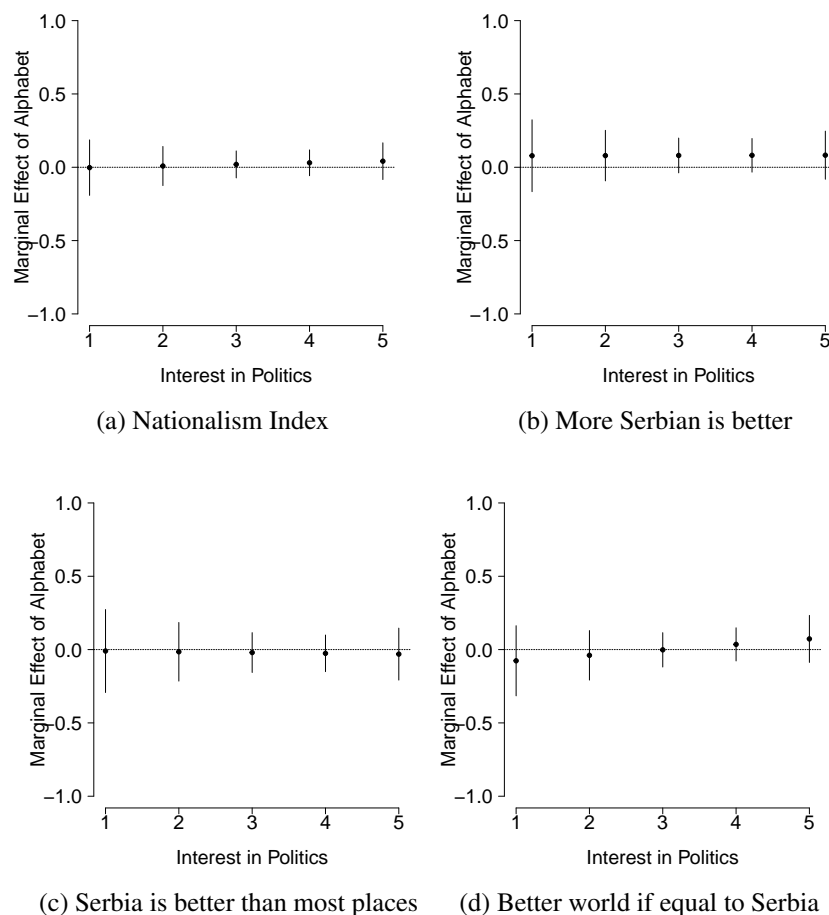 1.0
1.0
0.5
0.5
0.0
0.0
−0.5
−0.5
−1.0
−1.0
Marginal Effect of Alphabet
Marginal Effect of Alphabet
1 2 3 4 5
1 2 3 4 5
Interest in Politics
Interest in Politics
(a) Nationalism Index
(b) More Serbian is better
1.0
1.0
0.5
0.5
0.0
0.0
−0.5
−0.5
−1.0
−1.0
Marginal Effect of Alphabet
Marginal Effect of Alphabet
1 2 3 4 5
1 2 3 4 5
Interest in Politics
Interest in Politics
(c) Serbia is better than most places
(d) Better world if equal to Serbia